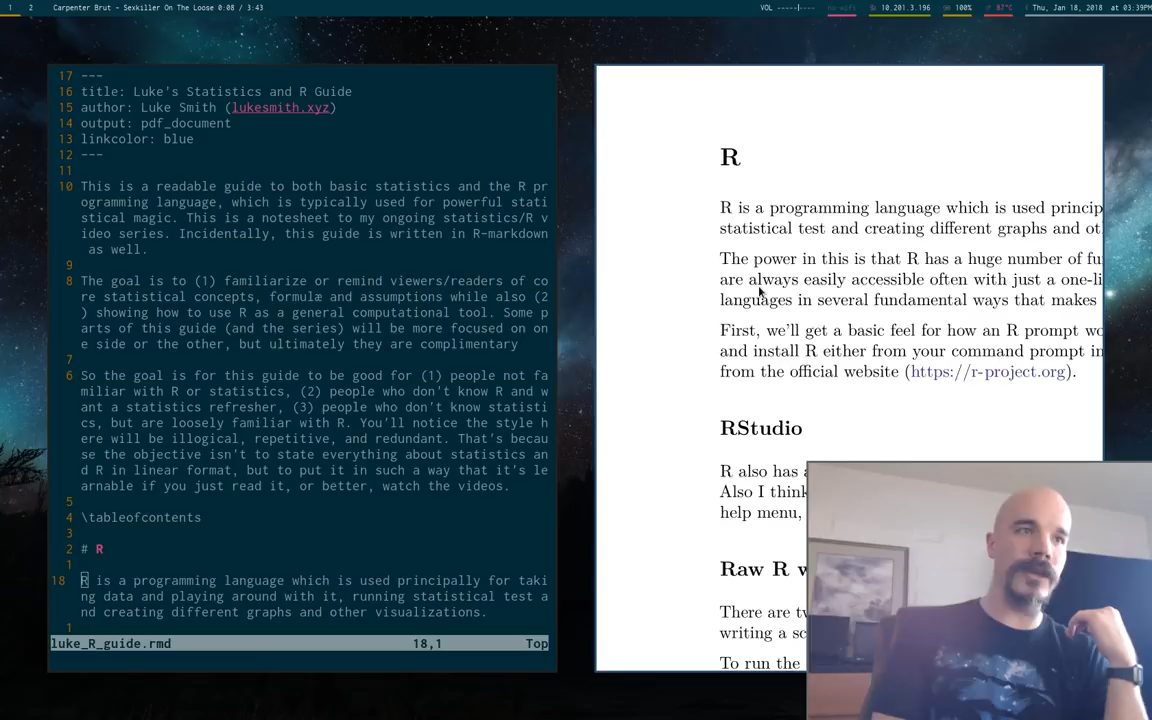 1 2 Carpenter Brut - Sexkiller On The Loose 0:08 / 3:43 VOL -----|---- no wifi 10.201.3.196 100% 87°C Thu, Jan 18, 2018 at 03:39PM
17 ---
16 title: Luke's Statistics and R Guide
15 author: Luke Smith (lukesmith.xyz)
14 output: pdf_document
13 linkcolor: blue
12 ---
11
10 This is a readable guide to both basic statistics and the R pr
ogramming language, which is typically used for powerful stati
stical magic. This is a notesheet to my ongoing statistics/R v
ideo series. Incidentally, this guide is written in R-markdown
as well.
9
8 The goal is to (1) familiarize or remind viewers/readers of co
re statistical concepts, formulæ and assumptions while also (2
) showing how to use R as a general computational tool. Some p
arts of this guide (and the series) will be more focused on on
e side or the other, but ultimately they are complimentary
7
6 So the goal is for this guide to be good for (1) people not fa
miliar with R or statistics, (2) people who don't know R and w
ant a statistics refresher, (3) people who don't know statisti
cs, but are loosely familiar with R. You'll notice the style h
ere will be illogical, repetitive, and redundant. That's becau
se the objective isn't to state everything about statistics an
d R in linear format, but to put it in such a way that it's le
arnable if you just read it, or better, watch the videos.
5
4 \tableofcontents
3
2 # R
1
18 R is a programming language which is used principally for taki
ng data and playing around with it, running statistical test a
nd creating different graphs and other visualizations.
1
luke_R_guide.rmd 18,1 Top
R
R is a programming language which is used princip
statistical test and creating different graphs and ot
The power in this is that R has a huge number of fu
are always easily accessible often with just a one-li
languages in several fundamental ways that makes
First, we'll get a basic feel for how an R prompt wo
and install R either from your command prompt in
from the official website (https://r-project.org).
RStudio
R also has a
Also I think
help menu,
Raw R w
There are tw
writing a sc
To run the